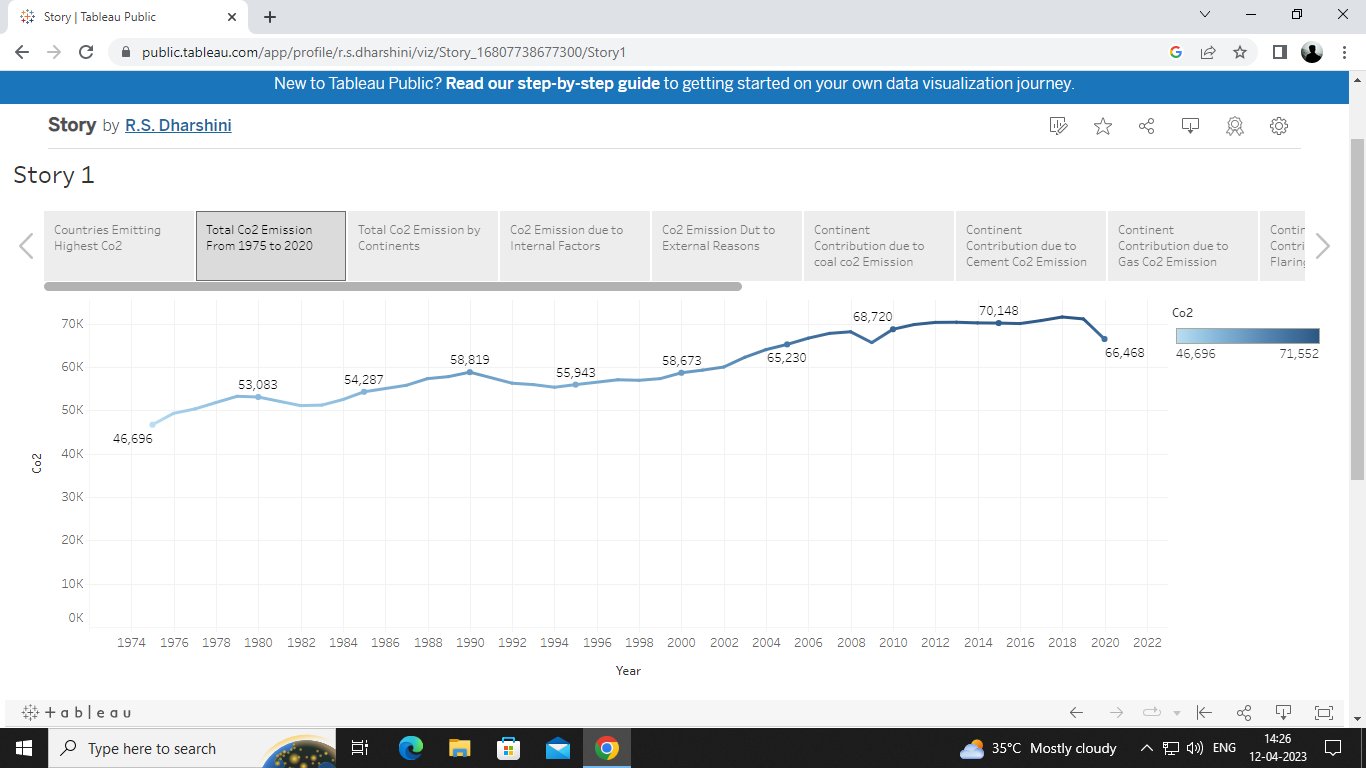 Story | Tableau Public
public.tableau.com/app/profile/r.s.dharshini/viz/Story_16807738677300/Story1
New to Tableau Public? Read our step-by-step guide to getting started on your own data visualization journey.
Story by R.S. Dharshini
Story 1
Countries Emitting
Highest Co2
Total Co2 Emission
From 1975 to 2020
Total Co2 Emission by
Continents
Co2 Emission due to
Internal Factors
Co2 Emission Dut to
External Reasons
Continent
Contribution due to
coal co2 Emission
Continent
Contribution due to
Cement Co2 Emission
Continent
Contribution due to
Gas Co2 Emission
Contin
Contri
Flaring
70K
60K
50K
40K
30K
20K
10K
0K
Co2
46,696
53,083
54,287
58,819
55,943
58,673
65,230
68,720
70,148
66,468
1974 1976 1978 1980 1982 1984 1986 1988 1990 1992 1994 1996 1998 2000 2002 2004 2006 2008 2010 2012 2014 2016 2018 2020 2022
Year
Co2
46,696 71,552
+ a b | e a u
Type here to search
35°C Mostly cloudy
ENG
14:26
12-04-2023